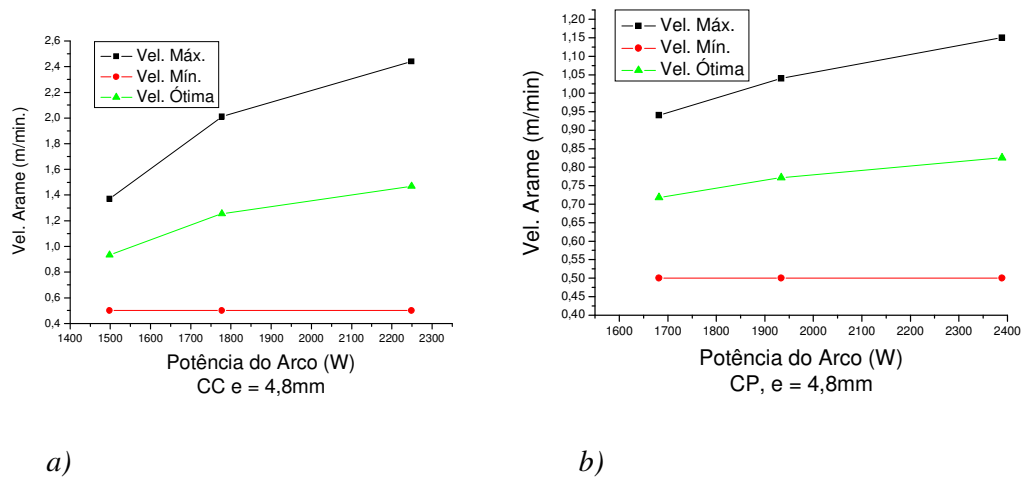 Vel. Máx.
Vel. Mín.
Vel. Ótima
2,6
2,4
2,2
2,0
1,8
1,6
1,4
1,2
1,0
0,8
0,6
0,4
Vel. Arame (m/min.)
1400 1500 1600 1700 1800 1900 2000 2100 2200 2300
Potência do Arco (W)
CC e = 4,8mm
a)
Vel. Máx.
Vel. Mín.
Vel. Ótima
1,20
1,15
1,10
1,05
1,00
0,95
0,90
0,85
0,80
0,75
0,70
0,65
0,60
0,55
0,50
0,45
0,40
Vel. Arame (m/min)
1600 1700 1800 1900 2000 2100 2200 2300 2400
Potência do Arco (W)
CP, e = 4,8mm
b)